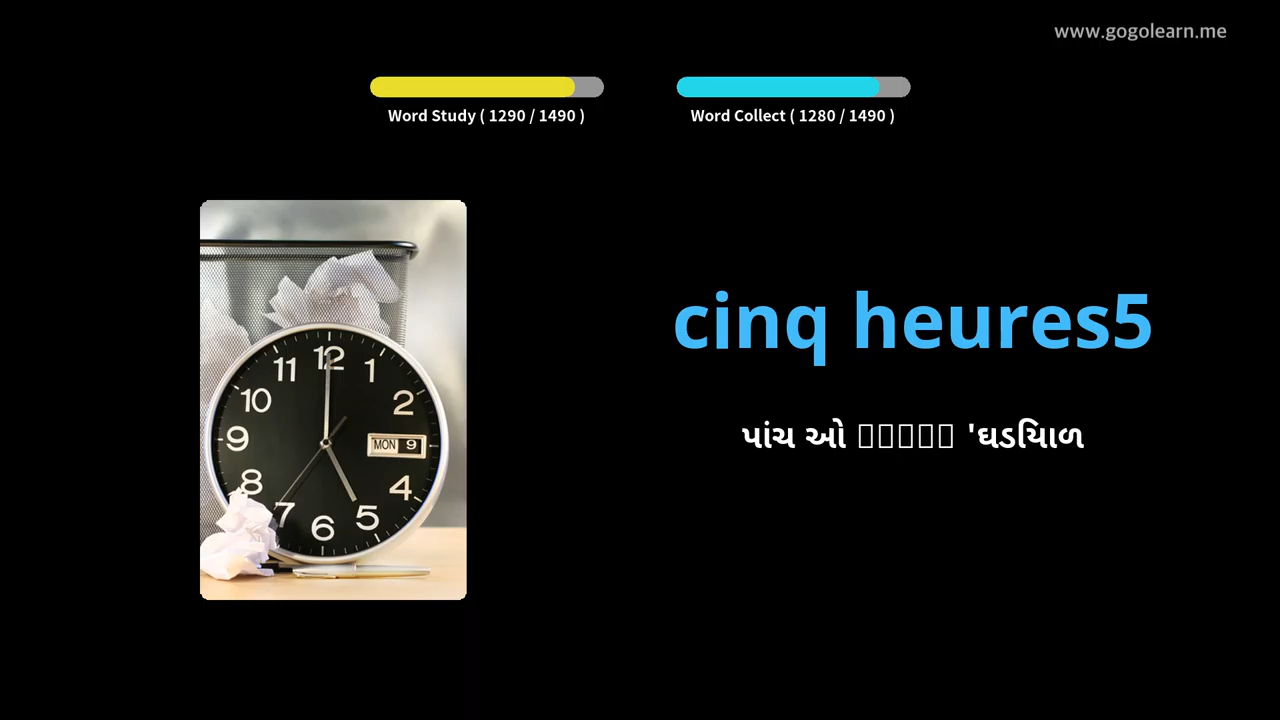 www.gogolearn.me
Word Study ( 1290 / 1490 )
Word Collect ( 1280 / 1490 )
12
11
1
10
2
9
MON 9
8
4
7
5
6
cinq heures5
પાંચ ઓ 'ઘડિયાળ